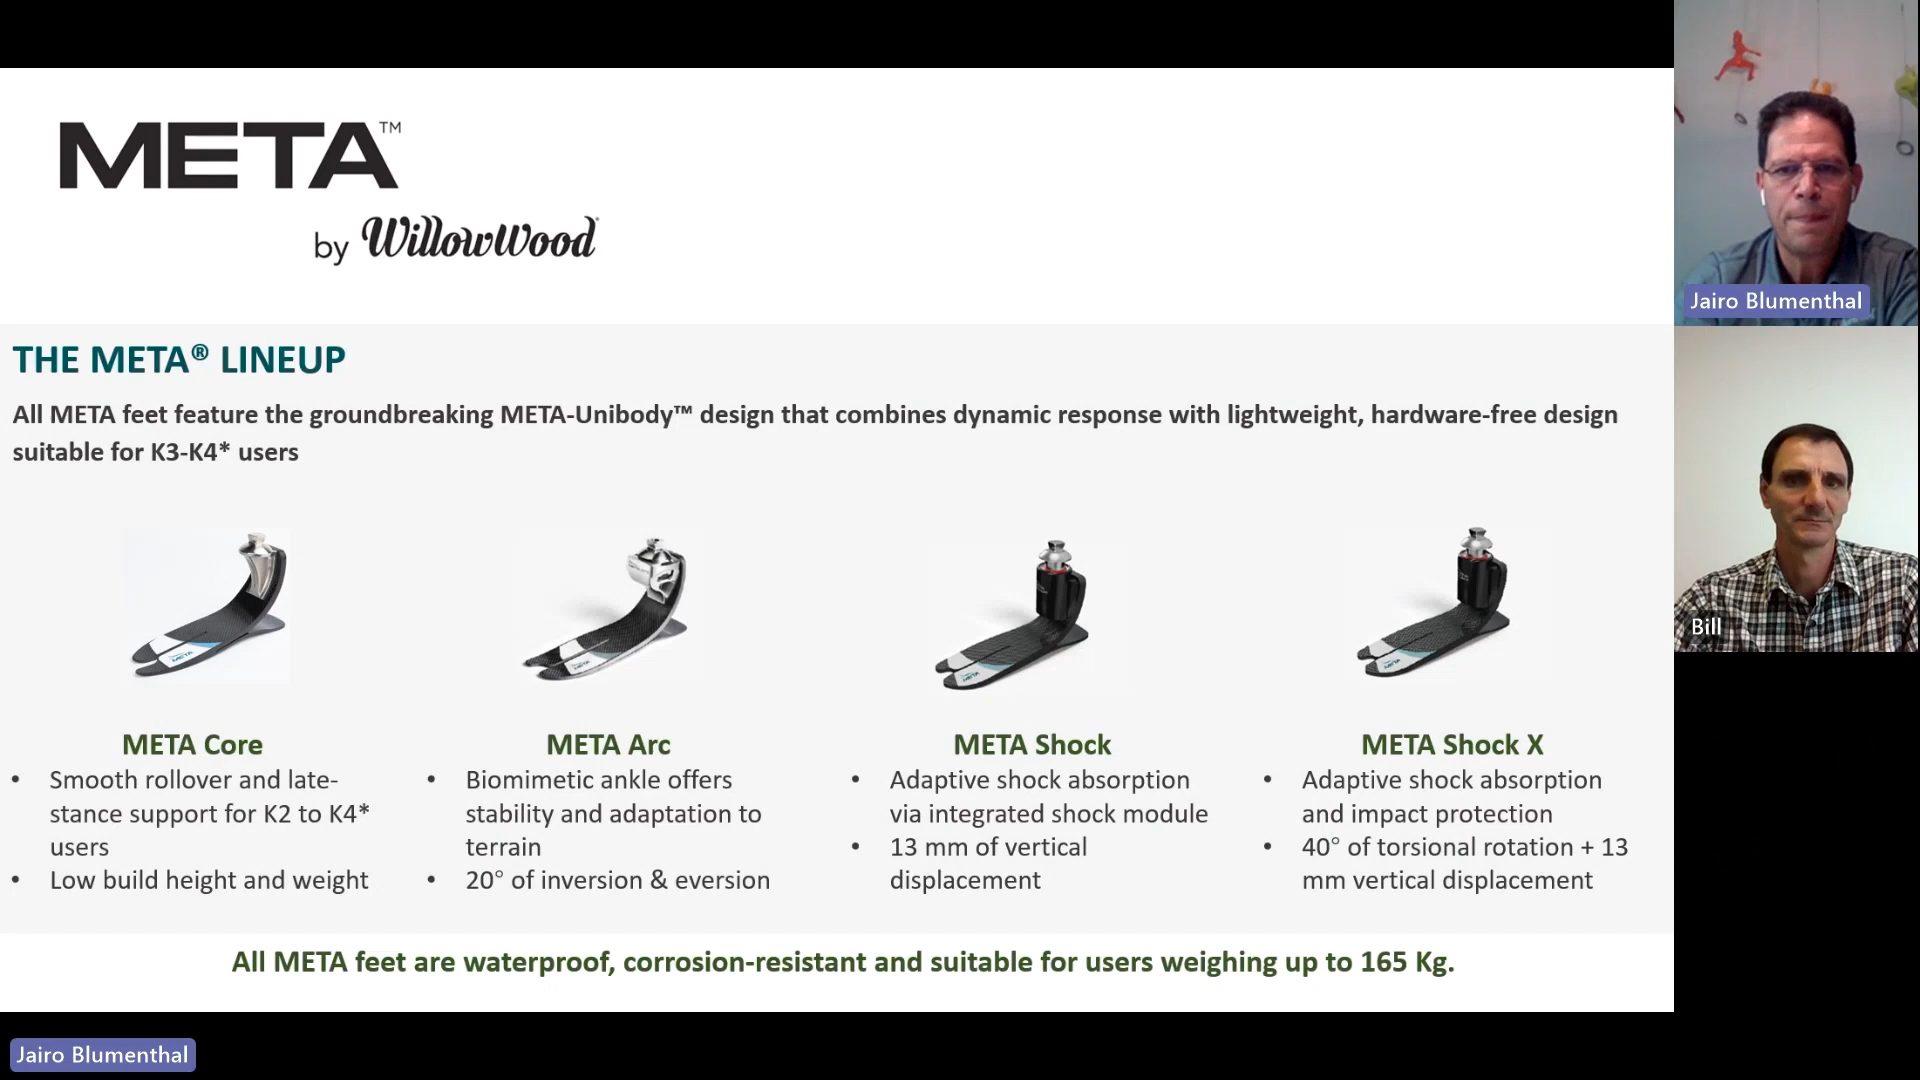 META™
by WillowWood®
THE META® LINEUP
All META feet feature the groundbreaking META-Unibody™ design that combines dynamic response with lightweight, hardware-free design
suitable for K3-K4* users
META Core
• Smooth rollover and late-
stance support for K2 to K4*
users
• Low build height and weight
META Arc
• Biomimetic ankle offers
stability and adaptation to
terrain
• 20° of inversion & eversion
META Shock
• Adaptive shock absorption
via integrated shock module
• 13 mm of vertical
displacement
META Shock X
• Adaptive shock absorption
and impact protection
• 40° of torsional rotation + 13
mm vertical displacement
All META feet are waterproof, corrosion-resistant and suitable for users weighing up to 165 Kg.
Jairo Blumenthal
Bill
Jairo Blumenthal